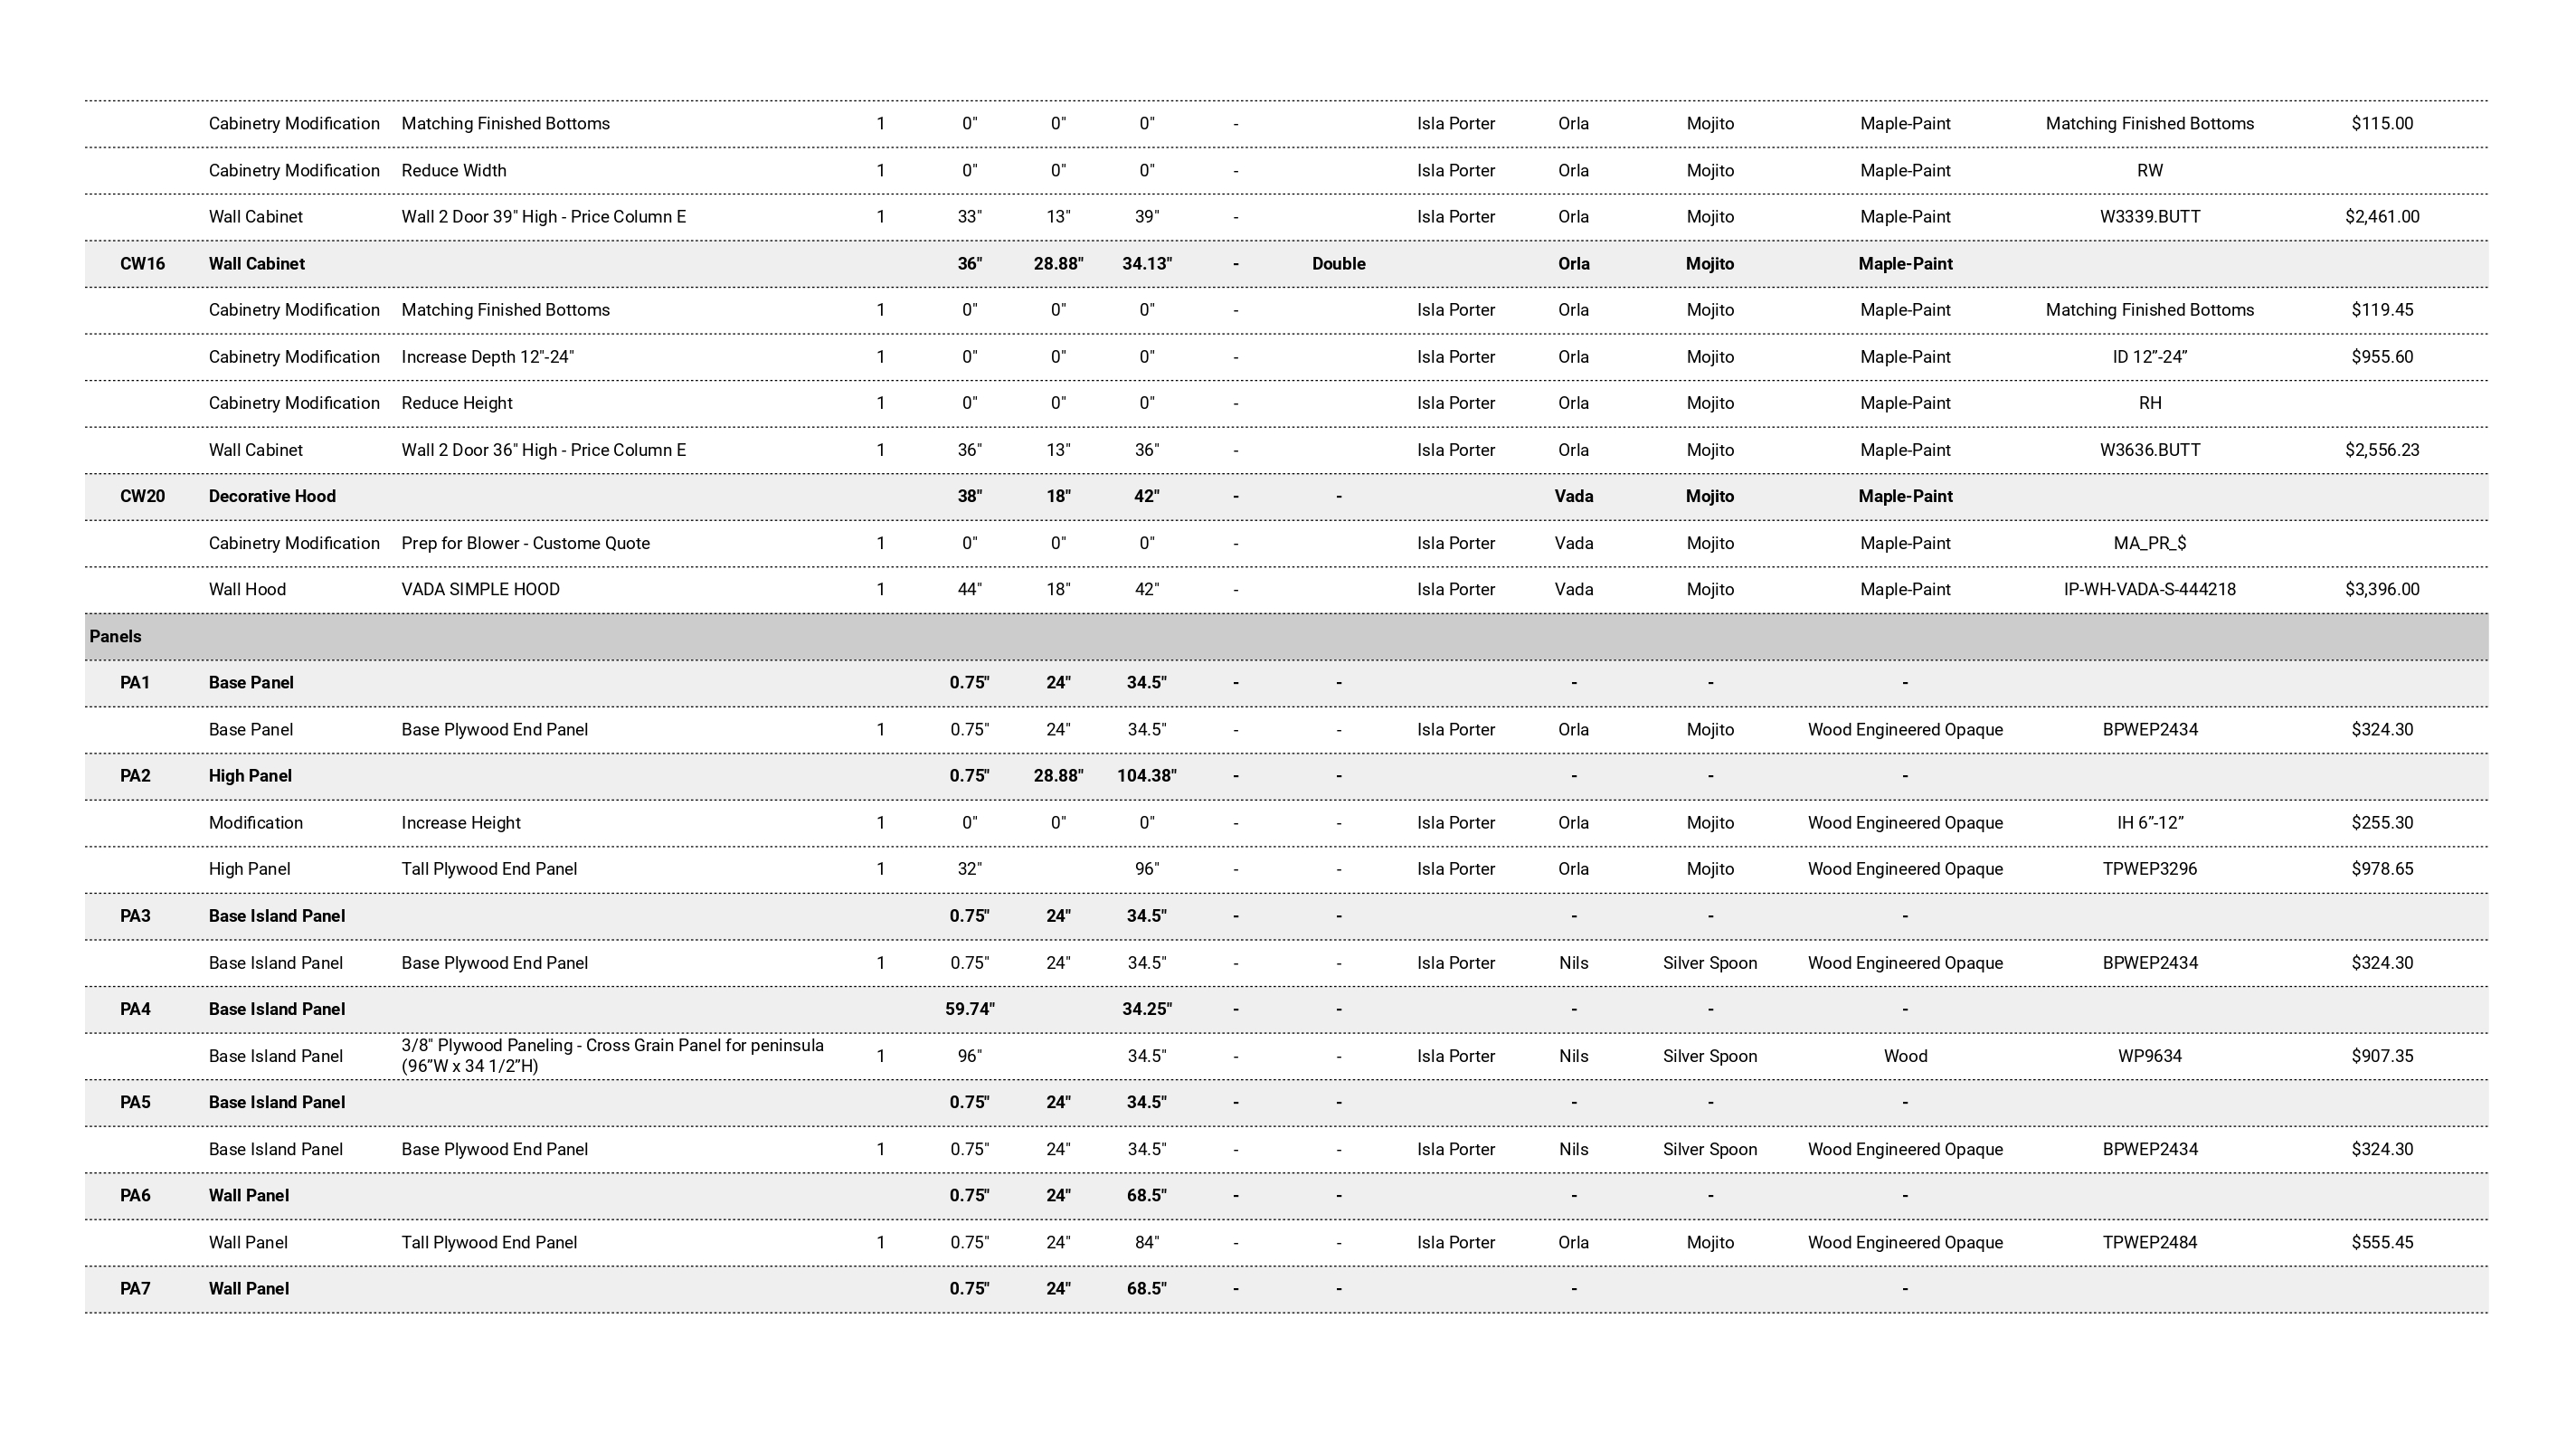 Cabinetry Modification Matching Finished Bottoms 1 0" 0" 0" - Isla Porter Orla Mojito Maple-Paint Matching Finished Bottoms $115.00
Cabinetry Modification Reduce Width 1 0" 0" 0" - Isla Porter Orla Mojito Maple-Paint RW
Wall Cabinet Wall 2 Door 39" High - Price Column E 1 33" 13" 39" - Isla Porter Orla Mojito Maple-Paint W3339.BUTT $2,461.00
CW16 Wall Cabinet 36" 28.88" 34.13" - Double Orla Mojito Maple-Paint
Cabinetry Modification Matching Finished Bottoms 1 0" 0" 0" - Isla Porter Orla Mojito Maple-Paint Matching Finished Bottoms $119.45
Cabinetry Modification Increase Depth 12"-24" 1 0" 0" 0" - Isla Porter Orla Mojito Maple-Paint ID 12”-24” $955.60
Cabinetry Modification Reduce Height 1 0" 0" 0" - Isla Porter Orla Mojito Maple-Paint RH
Wall Cabinet Wall 2 Door 36" High - Price Column E 1 36" 13" 36" - Isla Porter Orla Mojito Maple-Paint W3636.BUTT $2,556.23
CW20 Decorative Hood 38" 18" 42" - - Vada Mojito Maple-Paint
Cabinetry Modification Prep for Blower - Custome Quote 1 0" 0" 0" - Isla Porter Vada Mojito Maple-Paint MA_PR_$
Wall Hood VADA SIMPLE HOOD 1 44" 18" 42" - Isla Porter Vada Mojito Maple-Paint IP-WH-VADA-S-444218 $3,396.00
Panels
PA1 Base Panel 0.75" 24" 34.5" - - - - -
Base Panel Base Plywood End Panel 1 0.75" 24" 34.5" - - Isla Porter Orla Mojito Wood Engineered Opaque BPWEP2434 $324.30
PA2 High Panel 0.75" 28.88" 104.38" - - - - -
Modification Increase Height 1 0" 0" 0" - - Isla Porter Orla Mojito Wood Engineered Opaque IH 6”-12” $255.30
High Panel Tall Plywood End Panel 1 32" 96" - - Isla Porter Orla Mojito Wood Engineered Opaque TPWEP3296 $978.65
PA3 Base Island Panel 0.75" 24" 34.5" - - - - -
Base Island Panel Base Plywood End Panel 1 0.75" 24" 34.5" - - Isla Porter Nils Silver Spoon Wood Engineered Opaque BPWEP2434 $324.30
PA4 Base Island Panel 59.74" 34.25" - - - - -
Base Island Panel 3/8" Plywood Paneling - Cross Grain Panel for peninsula
(96”W x 34 1/2”H) 1 96" 34.5" - - Isla Porter Nils Silver Spoon Wood WP9634 $907.35
PA5 Base Island Panel 0.75" 24" 34.5" - - - - -
Base Island Panel Base Plywood End Panel 1 0.75" 24" 34.5" - - Isla Porter Nils Silver Spoon Wood Engineered Opaque BPWEP2434 $324.30
PA6 Wall Panel 0.75" 24" 68.5" - - - - -
Wall Panel Tall Plywood End Panel 1 0.75" 24" 84" - - Isla Porter Orla Mojito Wood Engineered Opaque TPWEP2484 $555.45
PA7 Wall Panel 0.75" 24" 68.5" - - - -